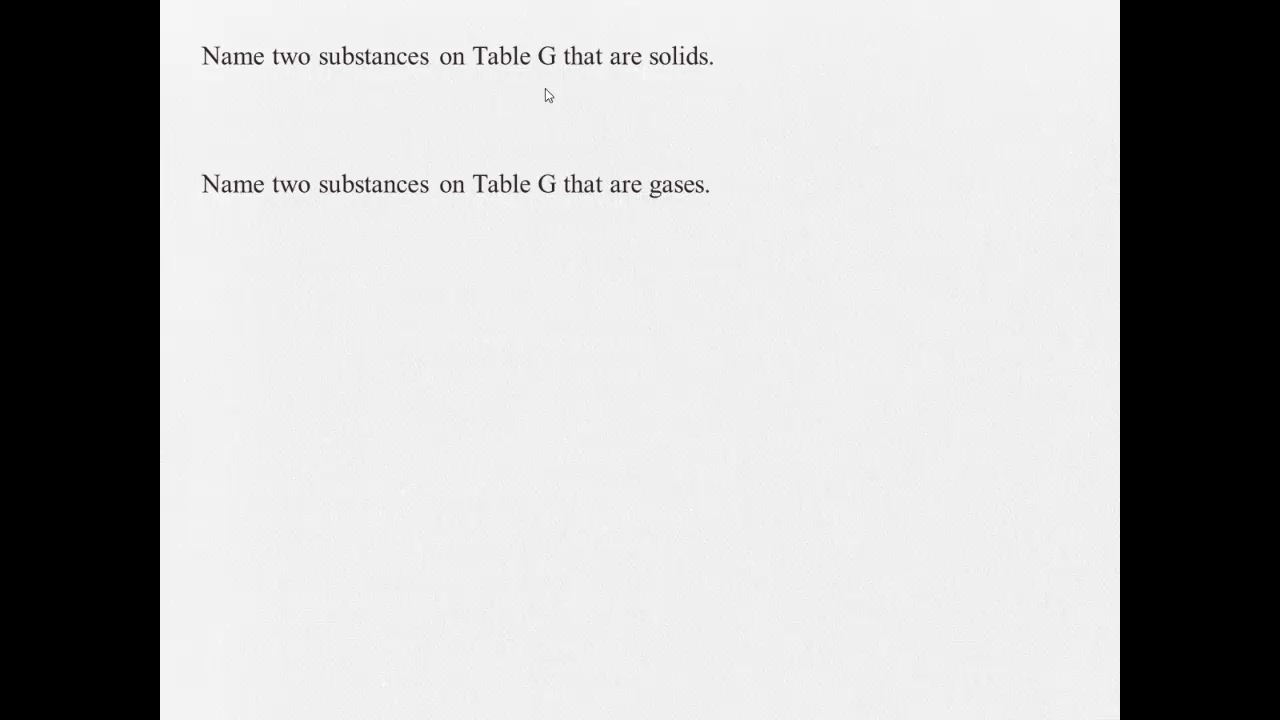 Name two substances on Table G that are solids.
Name two substances on Table G that are gases.